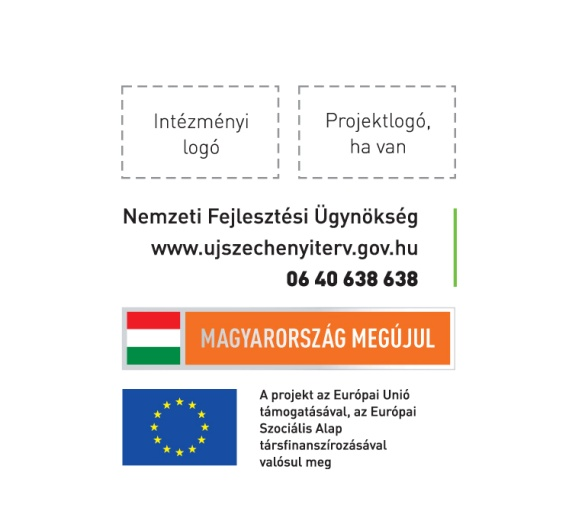 Intézményi
logó
Projektlogó,
ha van
Nemzeti Fejlesztési Ügynökség
www.ujszechenyiterv.gov.hu
06 40 638 638
MAGYARORSZÁG MEGÚJUL
A projekt az Európai Unió
támogatásával, az Európai
Szociális Alap
társfinanszírozásával
valósul meg